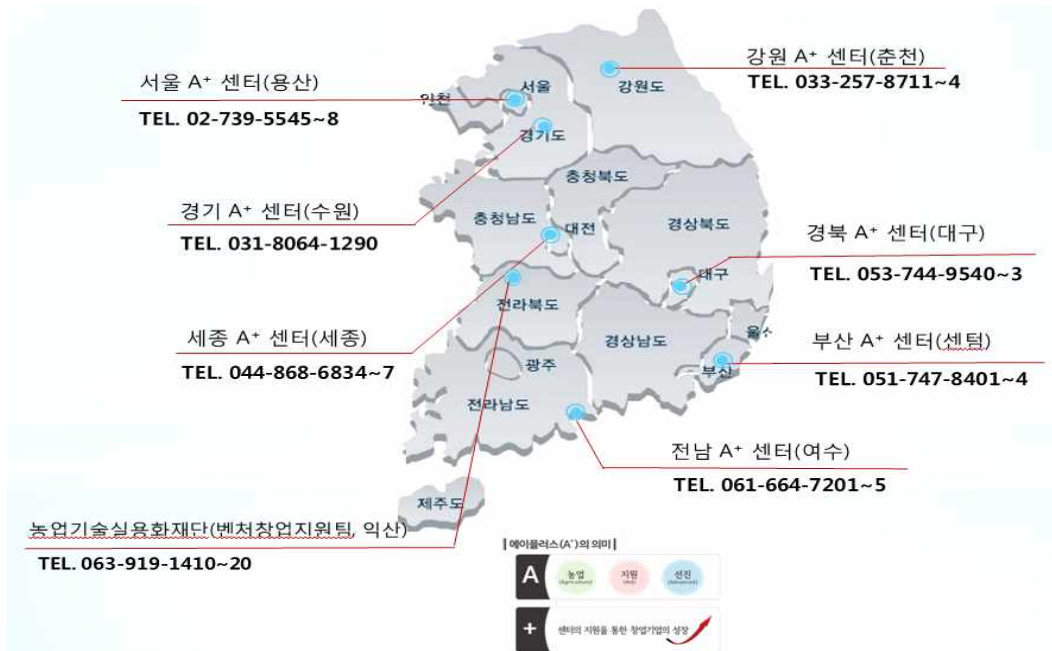 서울 A⁺ 센터(용산)
TEL. 02-739-5545~8
강원 A⁺ 센터(춘천)
TEL. 033-257-8711~4
경기 A⁺ 센터(수원)
TEL. 031-8064-1290
경북 A⁺ 센터(대구)
TEL. 053-744-9540~3
세종 A⁺ 센터(세종)
TEL. 044-868-6834~7
부산 A⁺ 센터(센텀)
TEL. 051-747-8401~4
전남 A⁺ 센터(여수)
TEL. 061-664-7201~5
농업기술실용화재단(벤처창업지원팀, 익산)
TEL. 063-919-1410~20
인천
서울
강원도
경기도
충청북도
충청남도
대전
경상북도
대구
전라북도
경상남도
울산
부산
광주
전라남도
제주도
에이플러스(A⁺)의 의미
A
농업
(Agriculture)
지원
(Aid)
선진
(Advanced)
+
센터의 지원을 통한 창업기업의 성장